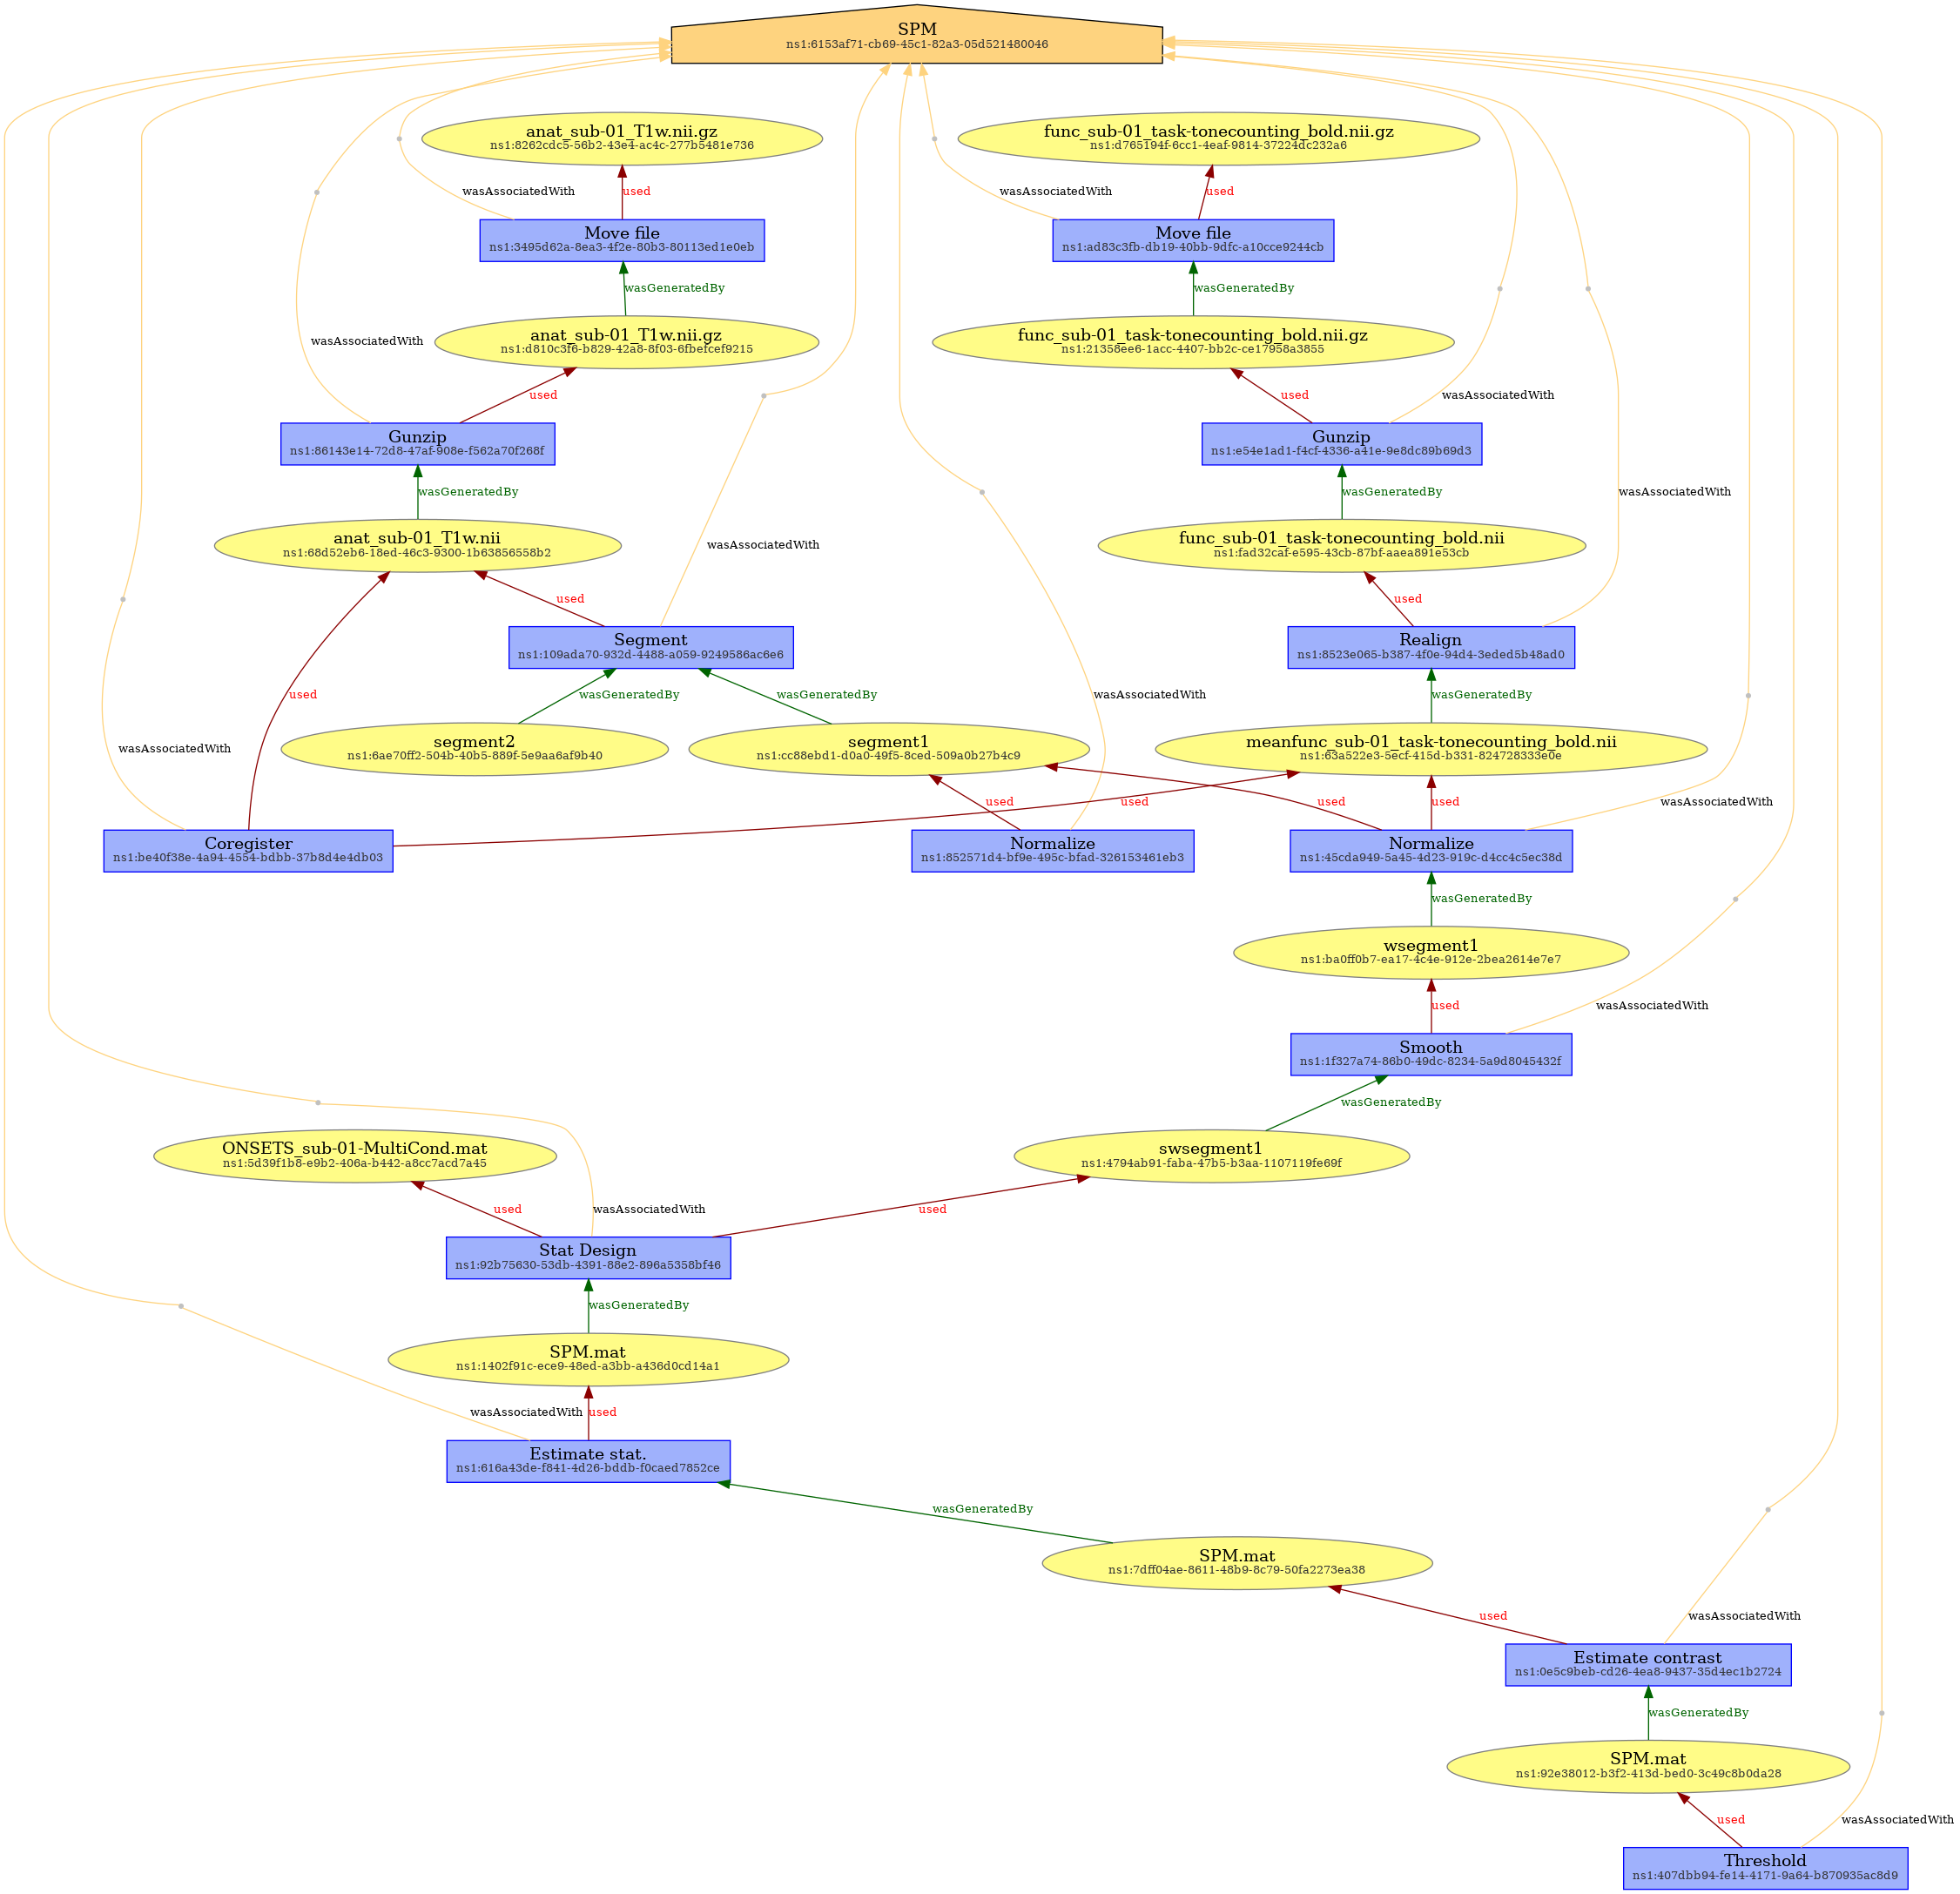 SPM
ns1:6153af71-cb69-45c1-82a3-05d521480046
anat_sub-01_T1w.nii.gz
ns1:8262cdc5-56b2-43e4-ac4c-277b5481e736
func_sub-01_task-tonecounting_bold.nii.gz
ns1:d765194f-6cc1-4eaf-9814-37224dc232a6
wasAssociatedWith
used
wasAssociatedWith
used
Move file
ns1:3495d62a-8ea3-4f2e-80b3-80113ed1e0eb
Move file
ns1:ad83c3fb-db19-40bb-9dfc-a10cce9244cb
wasGeneratedBy
wasGeneratedBy
wasAssociatedWith
anat_sub-01_T1w.nii.gz
ns1:d810c3f6-b829-42a8-8f03-6fbefcef9215
func_sub-01_task-tonecounting_bold.nii.gz
ns1:21358ee6-1acc-4407-bb2c-ce17958a3855
used
used
wasAssociatedWith
Gunzip
ns1:86143e14-72d8-47af-908e-f562a70f268f
Gunzip
ns1:e54e1ad1-f4cf-4336-a41e-9e8dc89b69d3
wasGeneratedBy
wasGeneratedBy
wasAssociatedWith
anat_sub-01_T1w.nii
ns1:68d52eb6-18ed-46c3-9300-1b63856558b2
wasAssociatedWith
func_sub-01_task-tonecounting_bold.nii
ns1:fad32caf-e595-43cb-87bf-aaea891e53cb
used
used
Segment
ns1:109ada70-932d-4488-a059-9249586ac6e6
Realign
ns1:8523e065-b387-4f0e-94d4-3eded5b48ad0
used
wasGeneratedBy
wasGeneratedBy
wasAssociatedWith
wasGeneratedBy
wasAssociatedWith
segment2
ns1:6ae70ff2-504b-40b5-889f-5e9aa6af9b40
segment1
ns1:cc88ebd1-d0a0-49f5-8ced-509a0b27b4c9
meanfunc_sub-01_task-tonecounting_bold.nii
ns1:63a522e3-5ecf-415d-b331-824728333e0e
used
used
used
used
wasAssociatedWith
Coregister
ns1:be40f38e-4a94-4554-bdbb-37b8d4e4db03
Normalize
ns1:852571d4-bf9e-495c-bfad-326153461eb3
Normalize
ns1:45cda949-5a45-4d23-919c-d4cc4c5ec38d
wasGeneratedBy
wsegment1
ns1:ba0ff0b7-ea17-4c4e-912e-2bea2614e7e7
used
wasAssociatedWith
Smooth
ns1:1f327a74-86b0-49dc-8234-5a9d8045432f
wasGeneratedBy
ONSETS_sub-01-MultiCond.mat
ns1:5d39f1b8-e9b2-406a-b442-a8cc7acd7a45
swsegment1
ns1:4794ab91-faba-47b5-b3aa-1107119fe69f
used
wasAssociatedWith
used
Stat Design
ns1:92b75630-53db-4391-88e2-896a5358bf46
wasGeneratedBy
SPM.mat
ns1:1402f91c-ece9-48ed-a3bb-a436d0cd14a1
wasAssociatedWith
used
Estimate stat.
ns1:616a43de-f841-4d26-bddb-f0caed7852ce
wasGeneratedBy
SPM.mat
ns1:7dff04ae-8611-48b9-8c79-50fa2273ea38
used
wasAssociatedWith
Estimate contrast
ns1:0e5c9beb-cd26-4ea8-9437-35d4ec1b2724
wasGeneratedBy
SPM.mat
ns1:92e38012-b3f2-413d-bed0-3c49c8b0da28
used
wasAssociatedWith
Threshold
ns1:407dbb94-fe14-4171-9a64-b870935ac8d9